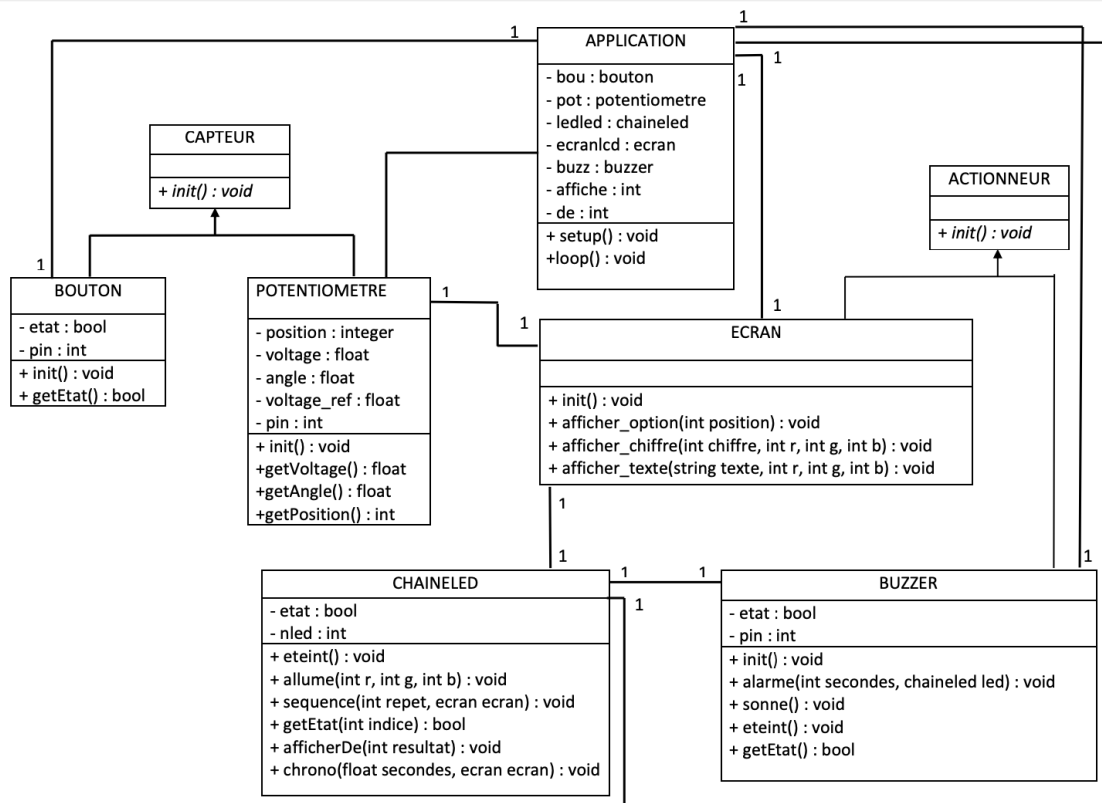 1
1
APPLICATION
- bou : bouton
- pot : potentiometre
- ledled : chaineled
- ecranlcd : ecran
- buzz : buzzer
- affiche : int
- de : int
+ setup() : void
+loop() : void
1
1
CAPTEUR
+ init() : void
ACTIONNEUR
+ init() : void
1
BOUTON
- etat : bool
- pin : int
+ init() : void
+ getEtat() : bool
POTENTIOMETRE
- position : integer
- voltage : float
- angle : float
- voltage_ref : float
- pin : int
+ init() : void
+getVoltage() : float
+getAngle() : float
+getPosition() : int
1
1
1
ECRAN
+ init() : void
+ afficher_option(int position) : void
+ afficher_chiffre(int chiffre, int r, int g, int b) : void
+ afficher_texte(string texte, int r, int g, int b) : void
1
1
1
CHAINELED
- etat : bool
- nled : int
+ eteint() : void
+ allume(int r, int g, int b) : void
+ sequence(int repet, ecran ecran) : void
+ getEtat(int indice) : bool
+ afficherDe(int resultat) : void
+ chrono(float secondes, ecran ecran) : void
1
1
1
BUZZER
- etat : bool
- pin : int
+ init() : void
+ alarme(int secondes, chaineled led) : void
+ sonne() : void
+ eteint() : void
+ getEtat() : bool